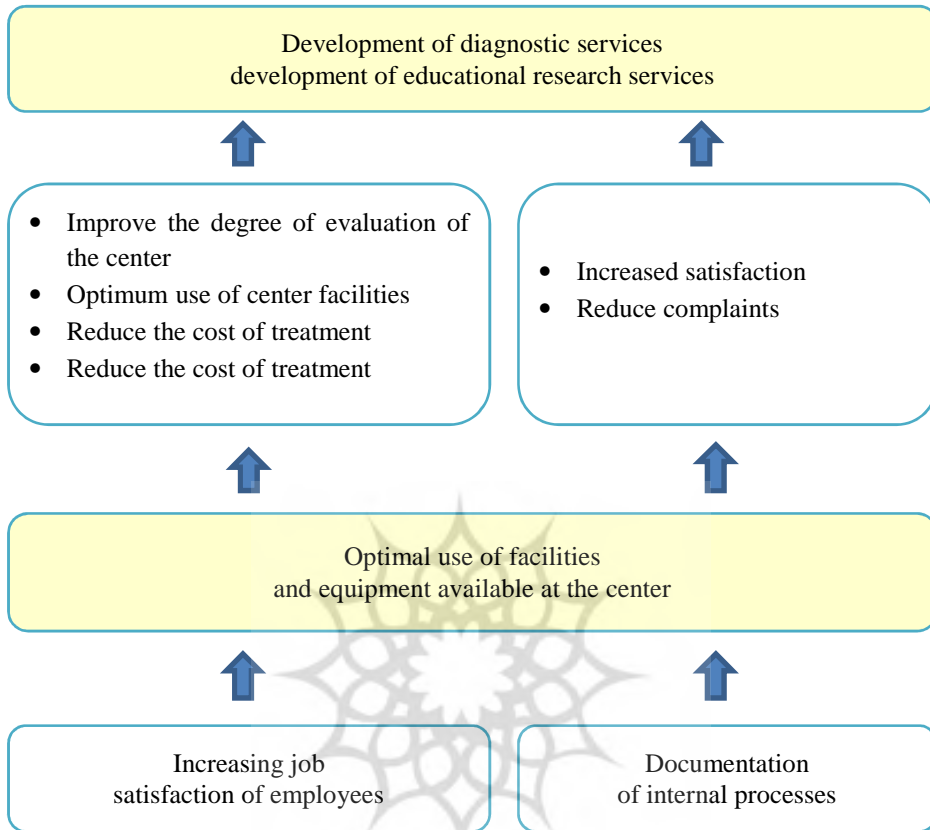 Development of diagnostic services
development of educational research services
• Improve the degree of evaluation of
the center
• Optimum use of center facilities
• Reduce the cost of treatment
• Reduce the cost of treatment
• Increased satisfaction
• Reduce complaints
Optimal use of facilities
and equipment available at the center
Increasing job
satisfaction of employees
Documentation
of internal processes